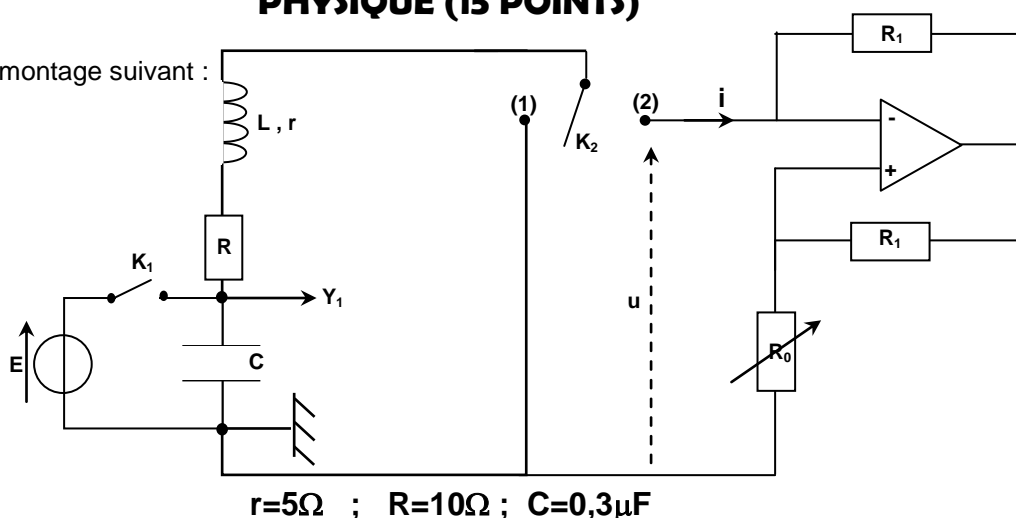 PHYSIQUE (15 POINTS)
montage suivant :
R₁
(1)
(2)
i
L , r
K₂
-
+
R
R₁
K₁
Y₁
u
E
C
R₀
r=5Ω ; R=10Ω ; C=0,3µF